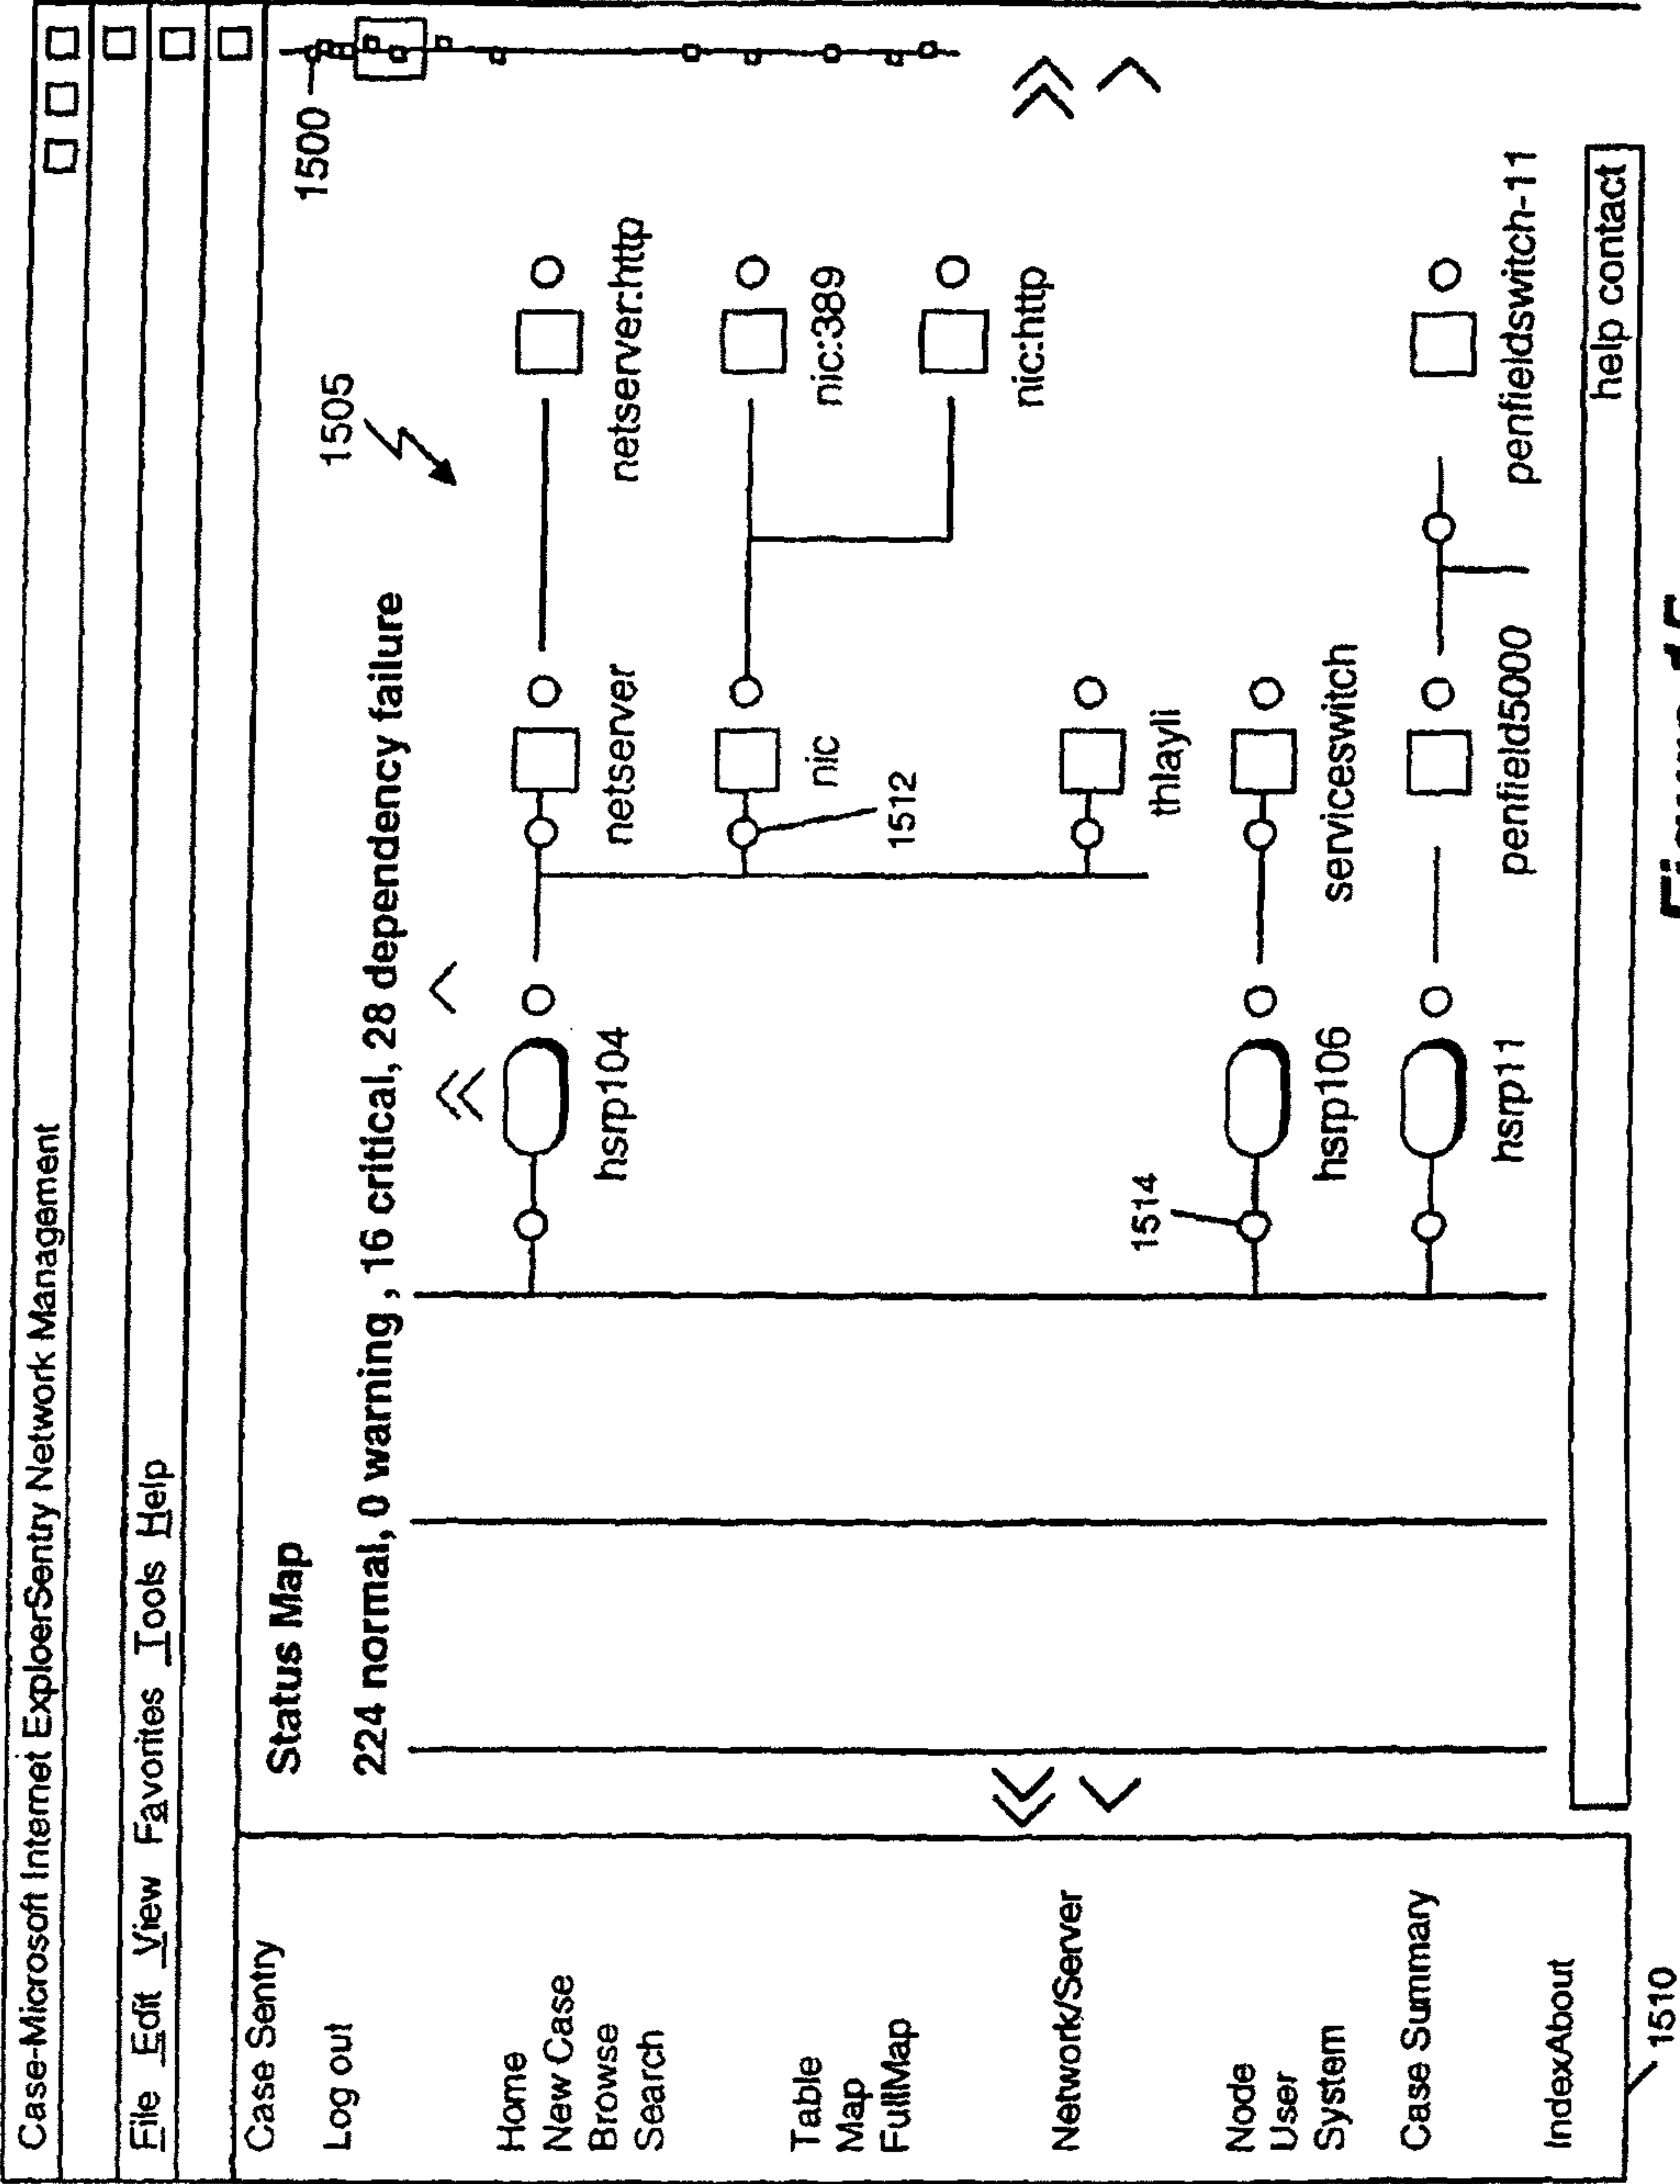 Case-Microsoft Internet ExploerSentry Network Management
File Edit View Favorites Tools Help
Case Sentry
Log out
Home
New Case
Browse
Search
Table
Map
FullMap
Network/Server
Node
User
System
Case Summary
IndexAbout
1510
Status Map
224 normal, 0 warning , 16 critical, 28 dependency failure
1500
1505
hsrp104
netserver
netserver:http
nic
nic:389
1512
nic:http
thlayli
1514
hsrp106
serviceswitch
hsrp11
penfield5000
penfieldswitch-11
help contact